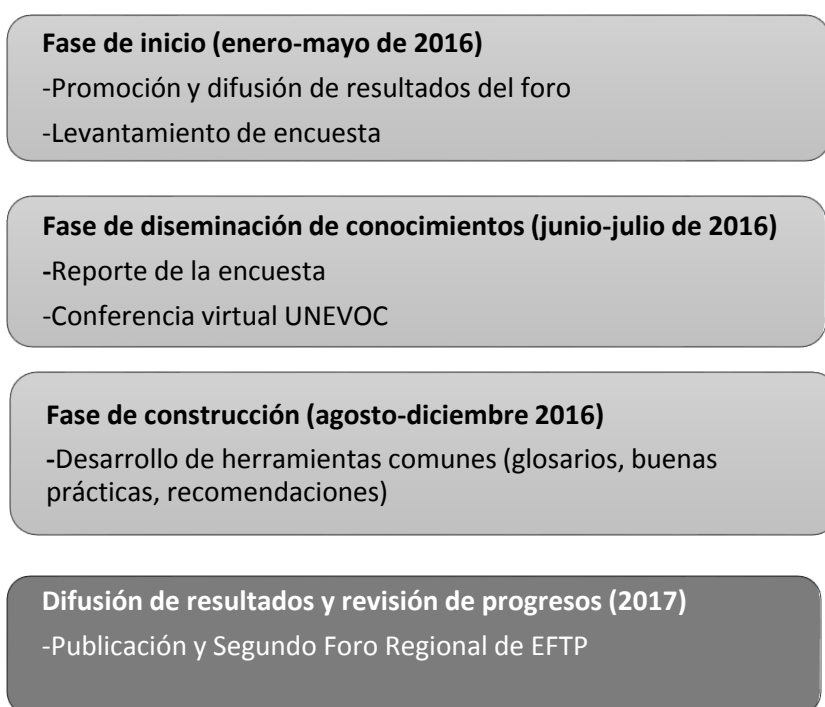 Fase de inicio (enero-mayo de 2016)
-Promoción y difusión de resultados del foro
-Levantamiento de encuesta
Fase de diseminación de conocimientos (junio-julio de 2016)
-Reporte de la encuesta
-Conferencia virtual UNEVOC
Fase de construcción (agosto-diciembre 2016)
-Desarrollo de herramientas comunes (glosarios, buenas
prácticas, recomendaciones)
Difusión de resultados y revisión de progresos (2017)
-Publicación y Segundo Foro Regional de EFTP